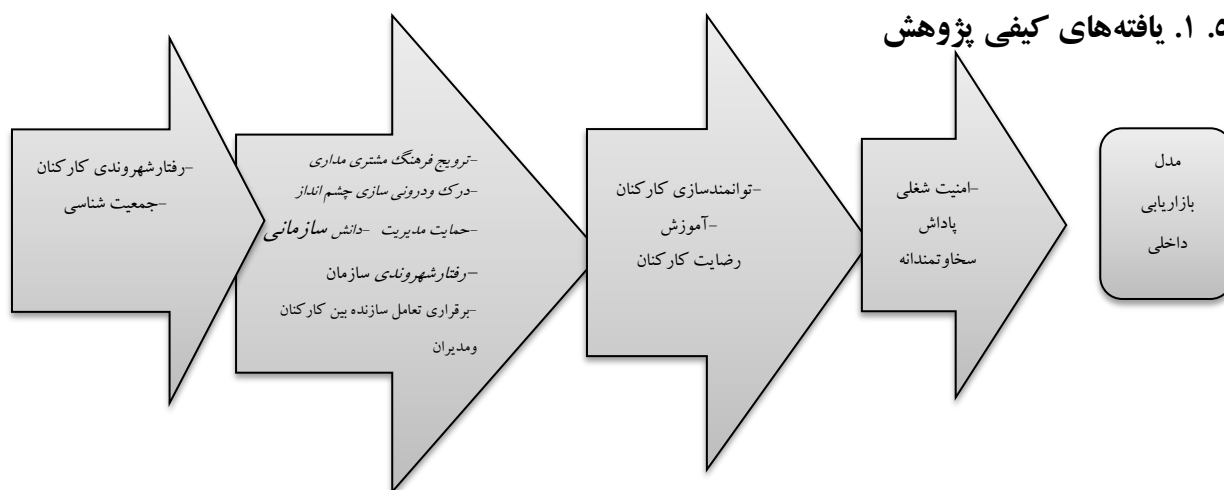 ۵. ۱. یافته‌های کیفی پژوهش
-رفتارشهروندی کارکنان
-جمعیت شناسی
-ترویج فرهنگ مشتری مداری
-درک ودرونی سازی چشم انداز
-حمایت مدیریت -دانش سازمانی
-رفتارشهروندی سازمان
-برقراری تعامل سازنده بین کارکنان
ومدیران
-توانمندسازی کارکنان
-آموزش
رضایت کارکنان
-امنیت شغلی
پاداش
سخاوتمندانه
مدل
بازاریابی
داخلی